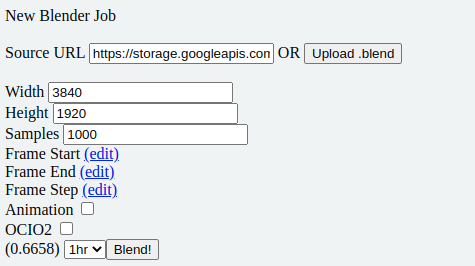 New Blender Job
Source URL https://storage.googleapis.con OR Upload .blend
Width 3840
Height 1920
Samples 1000
Frame Start (edit)
Frame End (edit)
Frame Step (edit)
Animation
OCIO2
(0.6658) 1hr Blend!